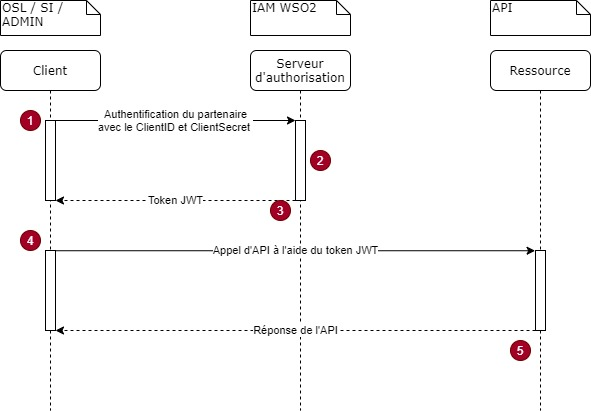 OSL / SI /
ADMIN
IAM WSO2
API
Client
Serveur
d'authorisation
Ressource
1
Authentification du partenaire
avec le ClientID et ClientSecret
2
Token JWT
3
4
Appel d'API à l'aide du token JWT
Réponse de l'API
5